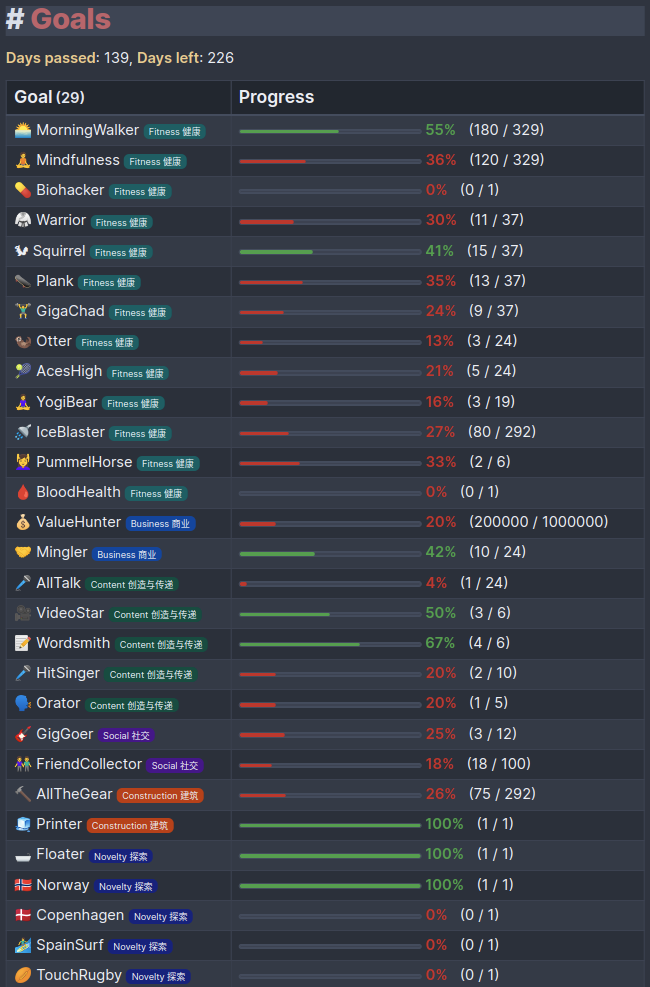 # Goals
Days passed: 139, Days left: 226
Goal (29) Progress
🌅 MorningWalker Fitness 健康 55% (180 / 329)
🧘 Mindfulness Fitness 健康 36% (120 / 329)
💊 Biohacker Fitness 健康 0% (0 / 1)
🥋 Warrior Fitness 健康 30% (11 / 37)
🐿 Squirrel Fitness 健康 41% (15 / 37)
🪵 Plank Fitness 健康 35% (13 / 37)
🏋️ GigaChad Fitness 健康 24% (9 / 37)
🦦 Otter Fitness 健康 13% (3 / 24)
🎾 AcesHigh Fitness 健康 21% (5 / 24)
🧘‍♀️ YogiBear Fitness 健康 16% (3 / 19)
🚿 IceBlaster Fitness 健康 27% (80 / 292)
💆 PummelHorse Fitness 健康 33% (2 / 6)
🩸 BloodHealth Fitness 健康 0% (0 / 1)
💰 ValueHunter Business 商业 20% (200000 / 1000000)
🤝 Mingler Business 商业 42% (10 / 24)
🎤 AllTalk Content 创造与传递 4% (1 / 24)
🎥 VideoStar Content 创造与传递 50% (3 / 6)
📝 Wordsmith Content 创造与传递 67% (4 / 6)
🎤 HitSinger Content 创造与传递 20% (2 / 10)
🗣️ Orator Content 创造与传递 20% (1 / 5)
🎸 GigGoer Social 社交 25% (3 / 12)
👫 FriendCollector Social 社交 18% (18 / 100)
⛏️ AllTheGear Construction 建筑 26% (75 / 292)
🧊 Printer Construction 建筑 100% (1 / 1)
🛁 Floater Novelty 探索 100% (1 / 1)
🇳🇴 Norway Novelty 探索 100% (1 / 1)
🇩🇰 Copenhagen Novelty 探索 0% (0 / 1)
🏄 SpainSurf Novelty 探索 0% (0 / 1)
🏉 TouchRugby Novelty 探索 0% (0 / 1)